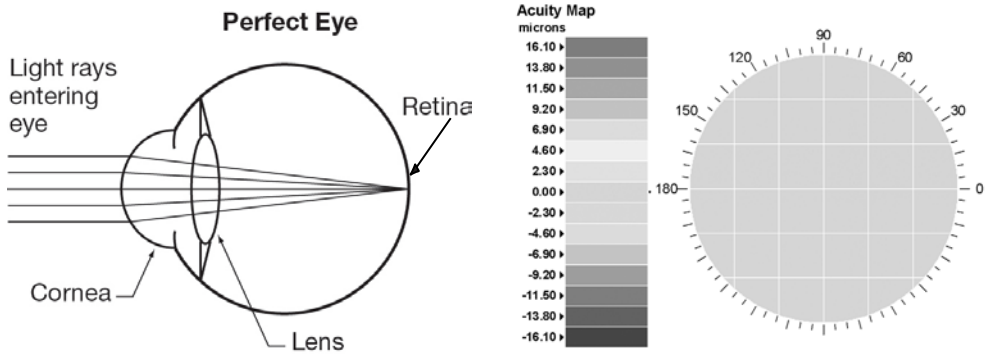 Perfect Eye
Light rays
entering
eye
Retina
Cornea
Lens
Acuity Map
microns
16.10
13.80
11.50
9.20
6.90
4.60
2.30
0.00
-2.30
-4.60
-6.90
-9.20
-11.50
-13.80
-16.10
90
120
60
150
30
180
0